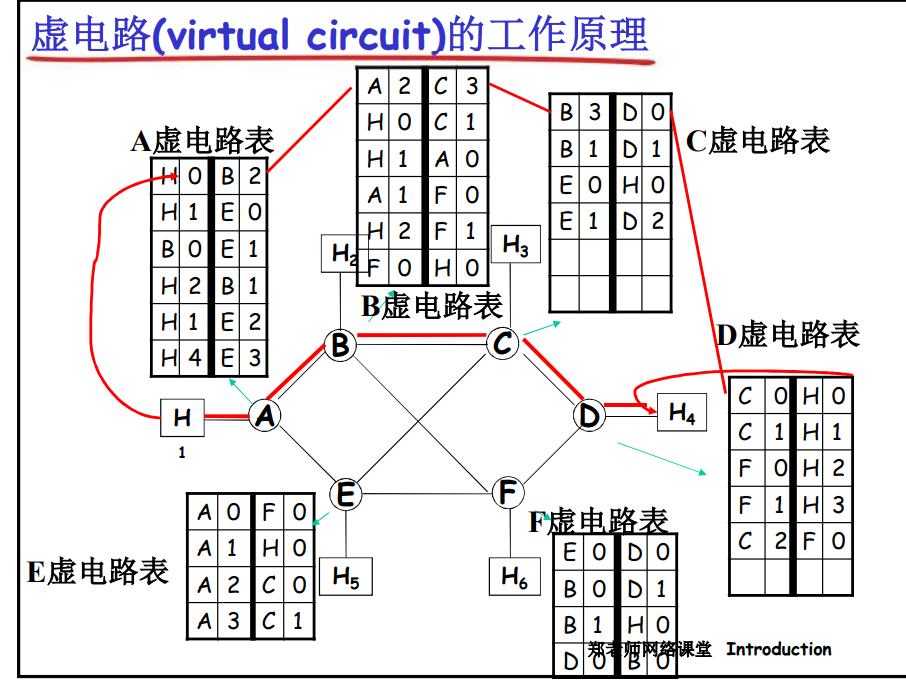 虚电路(virtual circuit)的工作原理
A虚电路表
H 0 B 2
H 1 E 0
B 0 E 1
H 2 B 1
H 1 E 2
H 4 E 3
A 2 C 3
H 0 C 1
H 1 A 0
A 1 F 0
H 2 F 1
F 0 H 0
B虚电路表
B 3 D 0
B 1 D 1
E 0 H 0
E 1 D 2
C虚电路表
H2
H3
B
C
D虚电路表
C 0 H 0
C 1 H 1
F 0 H 2
F 1 H 3
C 2 F 0
H
1
A
D
H4
E
F
E虚电路表
A 0 F 0
A 1 H 0
A 2 C 0
A 3 C 1
H5
H6
F虚电路表
E 0 D 0
B 0 D 1
B 1 H 0
D 0 B 0
郑老师网络课堂 Introduction